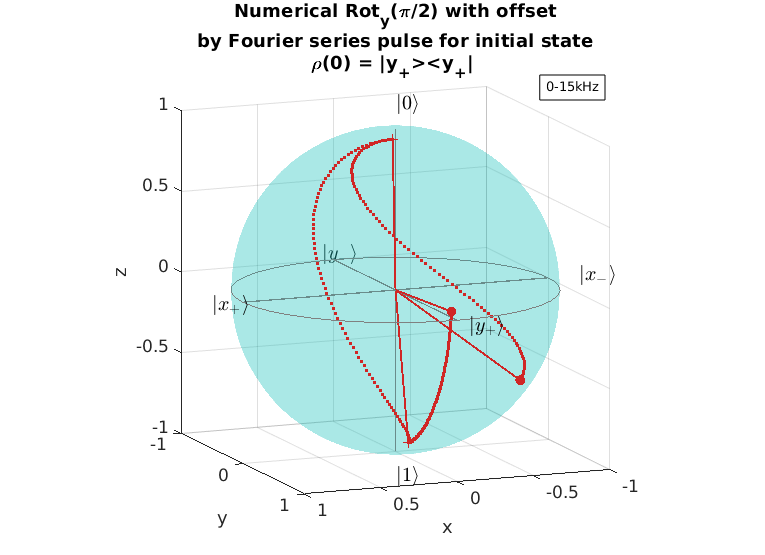 Numerical Rot_y(π/2) with offset
by Fourier series pulse for initial state
ρ(0) = |y_+><y_+|
0-15kHz
|0⟩
1
0.5
z
0
-0.5
-1
|y_-⟩
|x_-⟩
|x_+⟩
|y_+⟩
|1⟩
-1
0
1
y
1
0.5
0
-0.5
-1
x